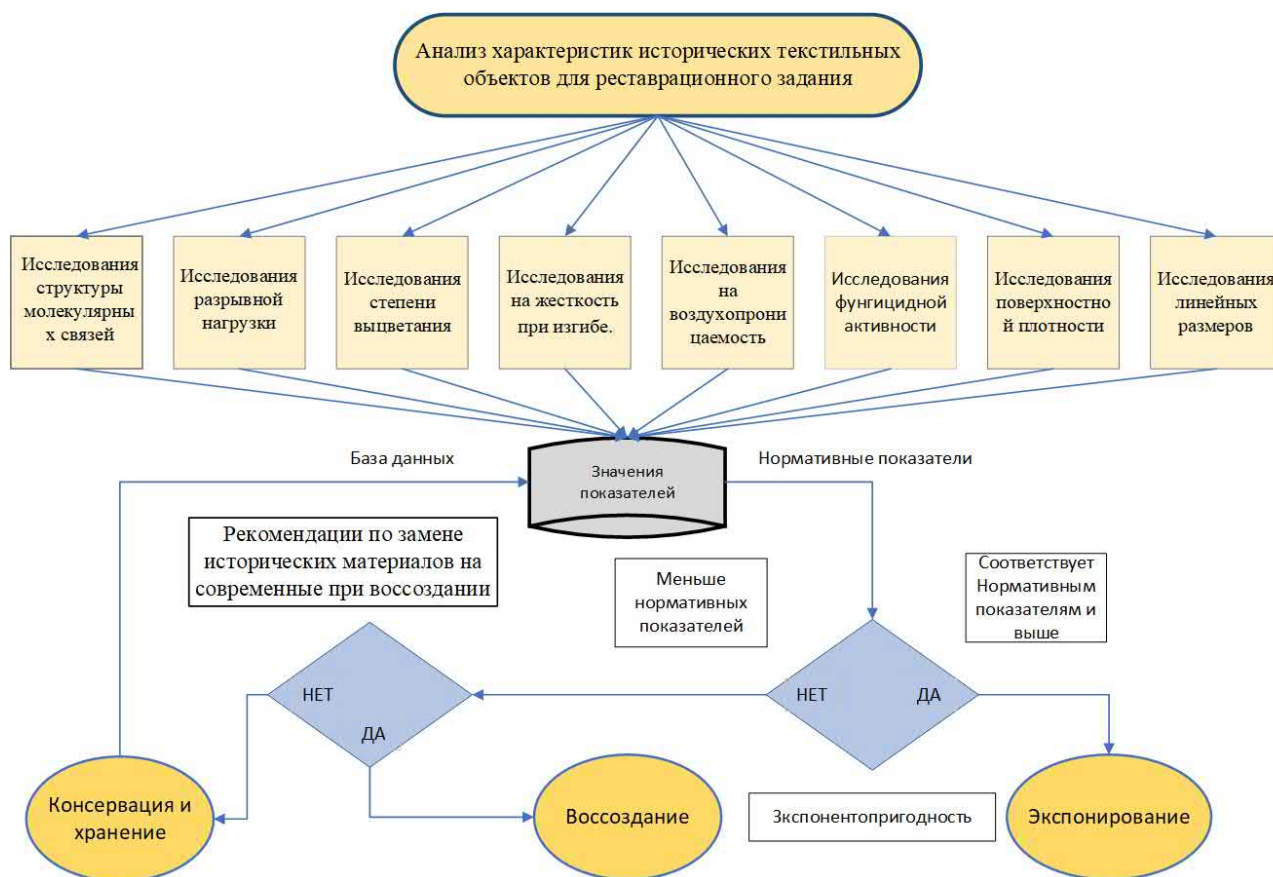 Анализ характеристик исторических текстильных
объектов для реставрационного задания
Исследования
структуры
молекулярны
х связей
Исследования
разрывной
нагрузки
Исследования
степени
выцветания
Исследования
на жесткость
при изгибе.
Исследования
на
воздухопрони
цаемость
Исследования
фунгицидной
активности
Исследования
поверхностно
й плотности
Исследования
линейных
размеров
База данных
Значения
показателей
Нормативные показатели
Рекомендации по замене
исторических материалов на
современные при воссоздании
Меньше
нормативных
показателей
Соответствует
Нормативным
показателям и
выше
НЕТ
ДА
НЕТ
ДА
Консервация и
хранение
Воссоздание
Зкспонентопригодность
Экспонирование